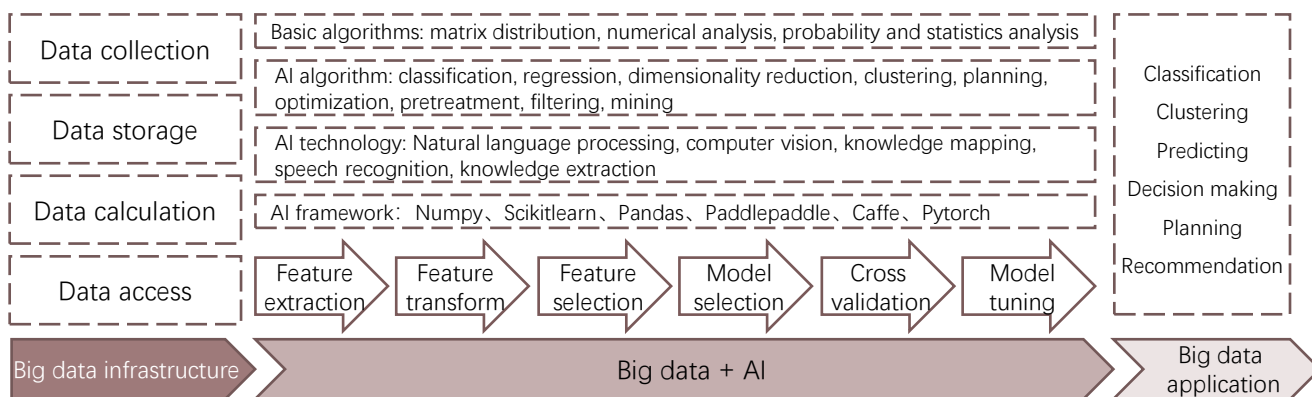 Data collection
Data storage
Data calculation
Data access
Big data infrastructure
Basic algorithms: matrix distribution, numerical analysis, probability and statistics analysis
AI algorithm: classification, regression, dimensionality reduction, clustering, planning,
optimization, pretreatment, filtering, mining
AI technology: Natural language processing, computer vision, knowledge mapping,
speech recognition, knowledge extraction
AI framework：Numpy、Scikitlearn、Pandas、Paddlepaddle、Caffe、Pytorch
Feature
extraction
Feature
transform
Feature
selection
Model
selection
Cross
validation
Model
tuning
Big data + AI
Classification
Clustering
Predicting
Decision making
Planning
Recommendation
Big data
application